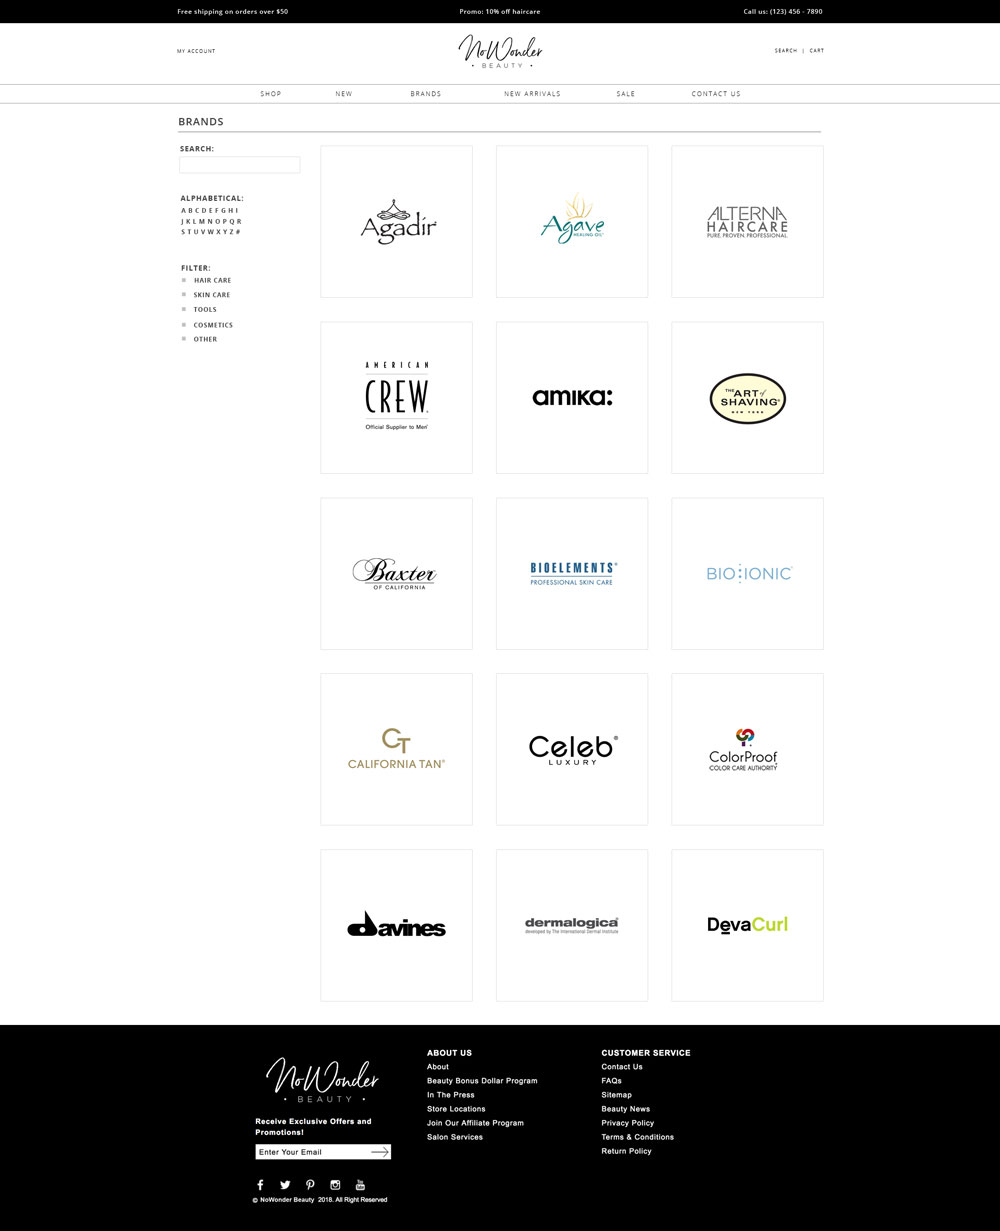 Free shipping on orders over $50
Promo: 10% off haircare
Call us: (123) 456 - 7890
MY ACCOUNT
NoWonder
• BEAUTY •
SEARCH | CART
SHOP
NEW
BRANDS
NEW ARRIVALS
SALE
CONTACT US
BRANDS
SEARCH:
ALPHABETICAL:
A B C D E F G H I
J K L M N O P Q R
S T U V W X Y Z #
FILTER:
HAIR CARE
SKIN CARE
TOOLS
COSMETICS
OTHER
Agadir
Agave
HEALING OIL
ALTERNA
HAIRCARE
PURE. PROVEN. PROFESSIONAL.
AMERICAN
CREW
Official Supplier to Men
amika:
THE ART of
SHAVING
NEW YORK
Baxter
OF CALIFORNIA
BIOELEMENTS®
PROFESSIONAL SKIN CARE
BIO IONIC
CT
CALIFORNIA TAN®
Celeb®
LUXURY
ColorProof
COLOR CARE AUTHORITY
davines
dermalogica
developed by The International Dermal Institute
DevaCurl
NoWonder
• BEAUTY •
Receive Exclusive Offers and
Promotions!
Enter Your Email
© NoWonder Beauty 2018. All Right Reserved
ABOUT US
About
Beauty Bonus Dollar Program
In The Press
Store Locations
Join Our Affiliate Program
Salon Services
CUSTOMER SERVICE
Contact Us
FAQs
Sitemap
Beauty News
Privacy Policy
Terms & Conditions
Return Policy